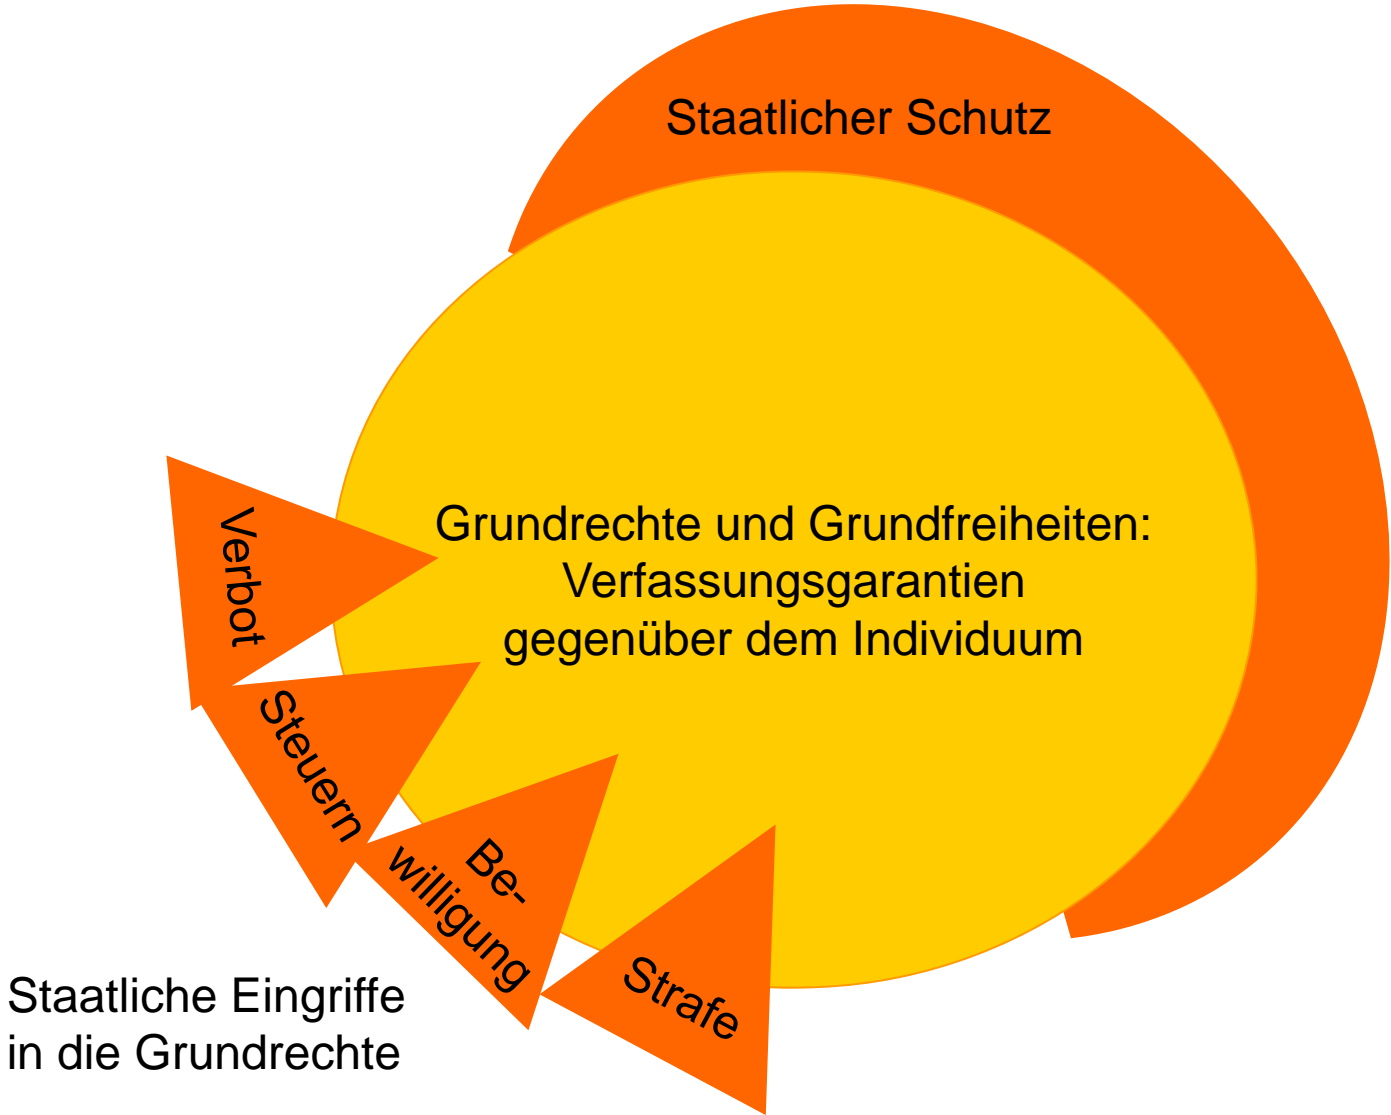 Staatlicher Schutz
Grundrechte und Grundfreiheiten:
Verfassungsgarantien
gegenüber dem Individuum
Verbot
Steuern
Be-
willigung
Strafe
Staatliche Eingriffe
in die Grundrechte